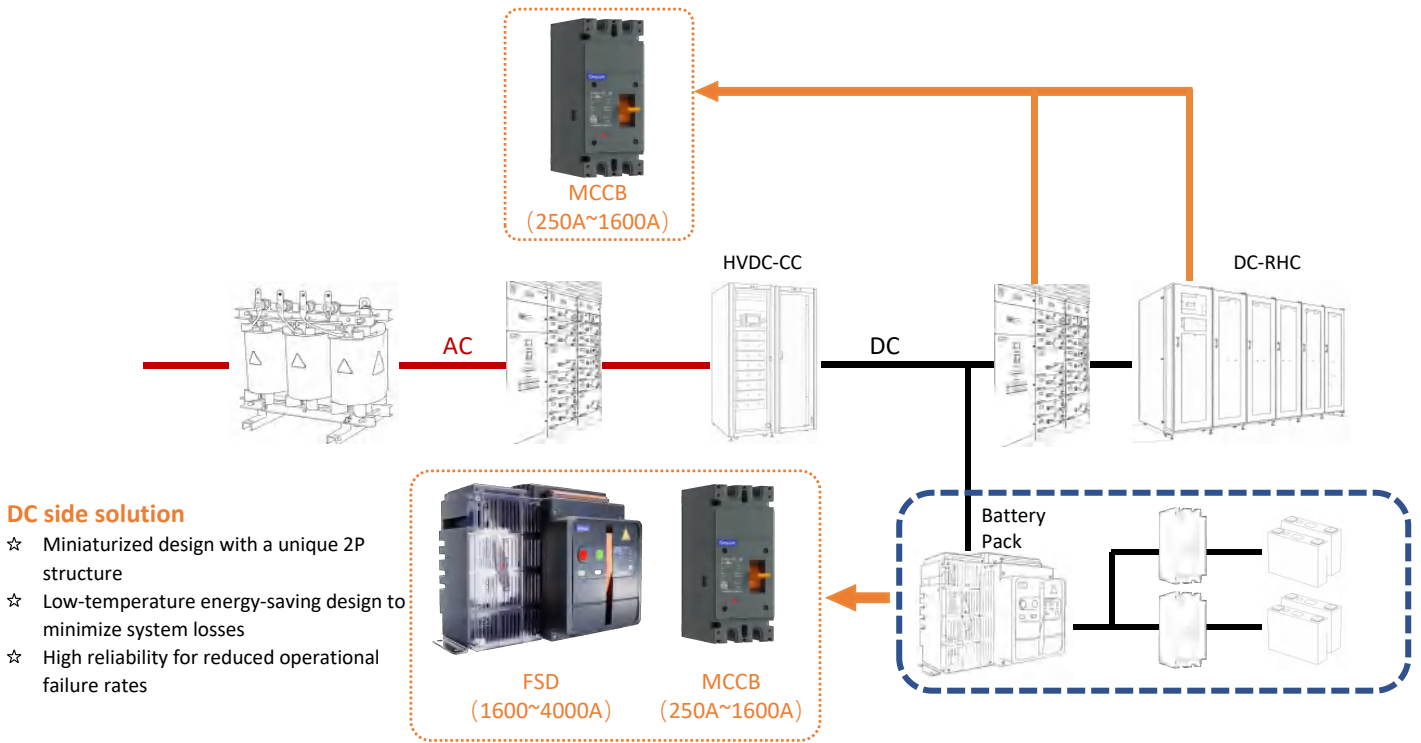 MCCB
（250A~1600A）
HVDC-CC
DC-RHC
AC
DC
DC side solution
☆ Miniaturized design with a unique 2P
structure
☆ Low-temperature energy-saving design to
minimize system losses
☆ High reliability for reduced operational
failure rates
FSD
（1600~4000A）
MCCB
（250A~1600A）
Battery
Pack